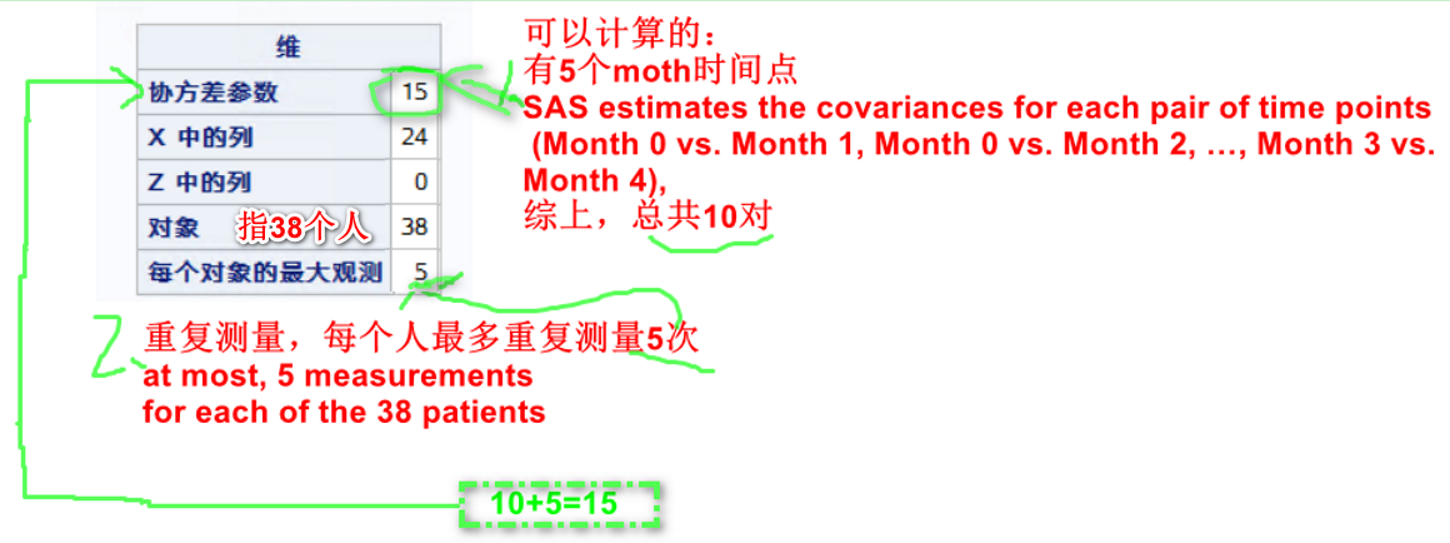 维
协方差参数 15
X 中的列 24
Z 中的列 0
对象 指38个人 38
每个对象的最大观测 5
可以计算的：
1 有5个moth时间点
SAS estimates the covariances for each pair of time points
(Month 0 vs. Month 1, Month 0 vs. Month 2, ..., Month 3 vs.
Month 4),
综上，总共10对
2 重复测量，每个人最多重复测量5次
at most, 5 measurements
for each of the 38 patients
10+5=15